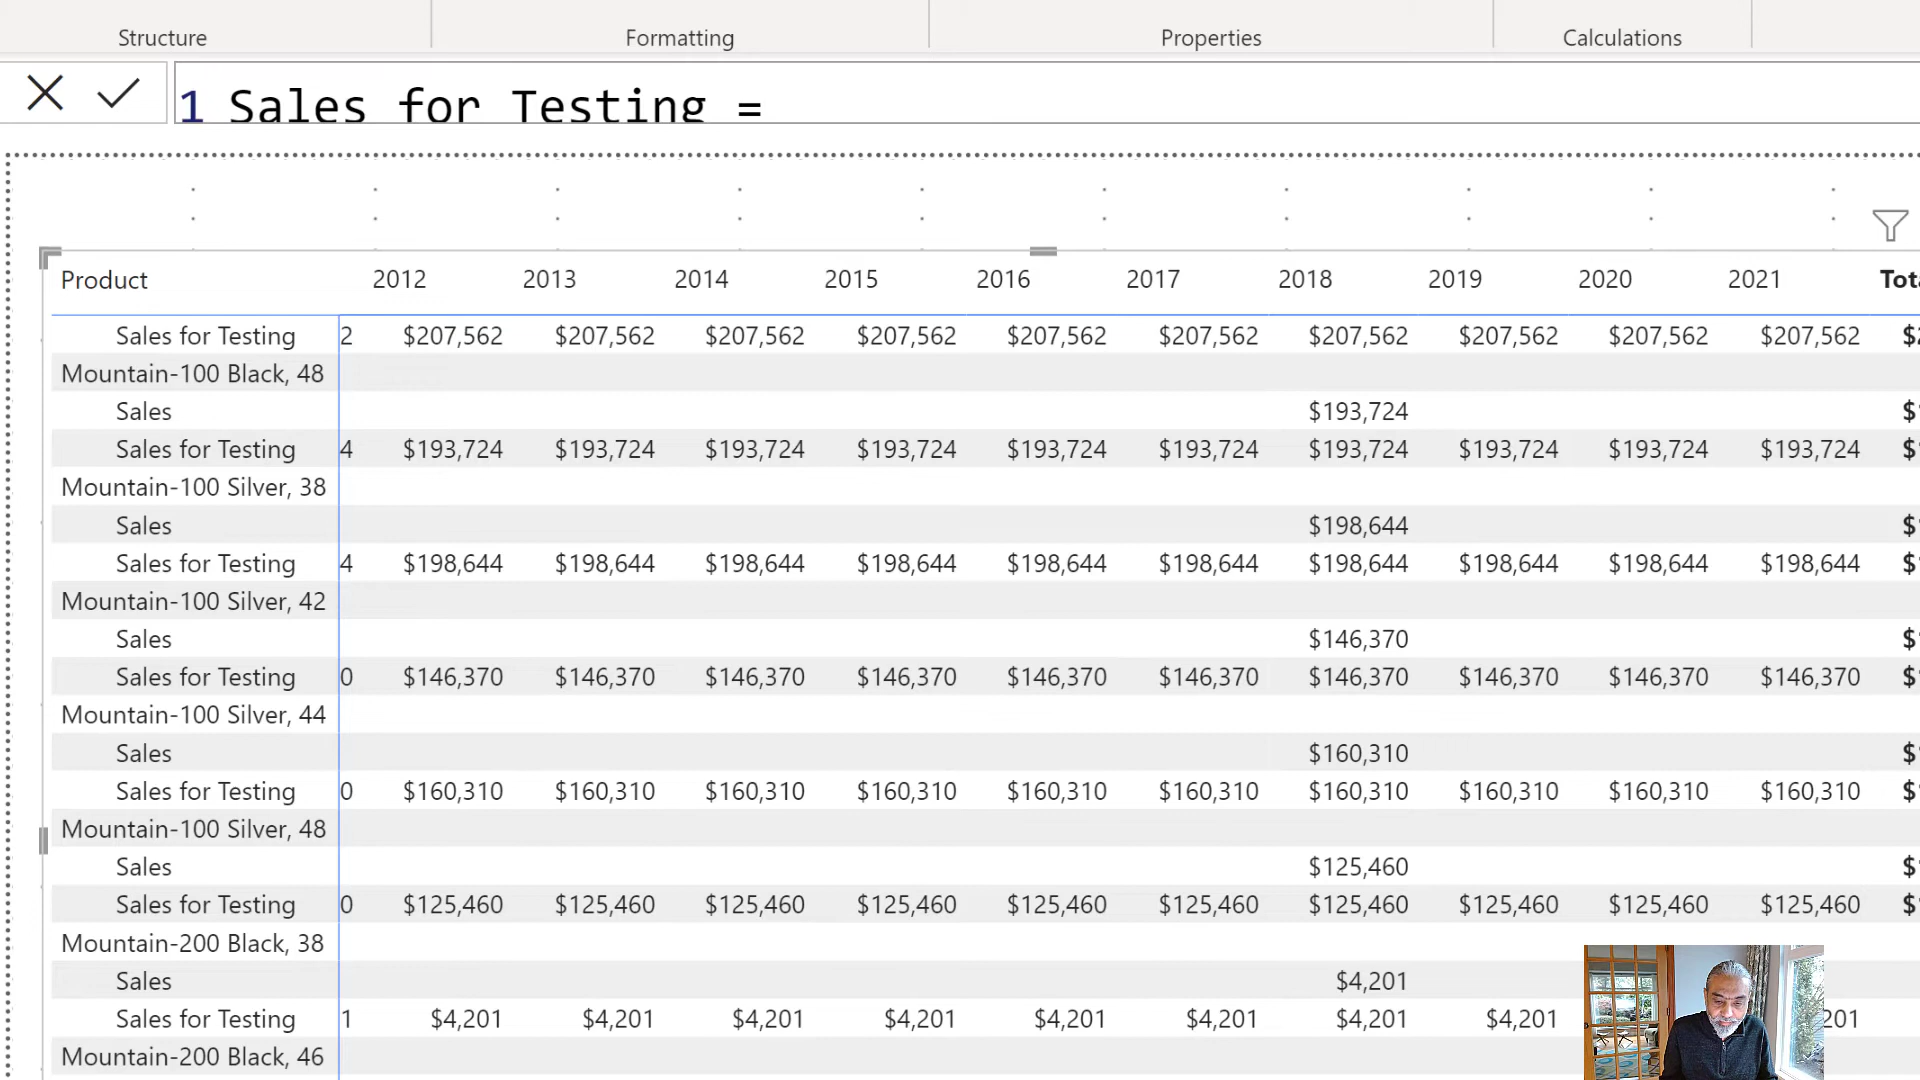 Structure Formatting Properties Calculations
1 Sales for Testing =
Product 2012 2013 2014 2015 2016 2017 2018 2019 2020 2021
Sales for Testing 2 $207,562 $207,562 $207,562 $207,562 $207,562 $207,562 $207,562 $207,562 $207,562 $207,562
Mountain-100 Black, 48
Sales $193,724
Sales for Testing 4 $193,724 $193,724 $193,724 $193,724 $193,724 $193,724 $193,724 $193,724 $193,724 $193,724
Mountain-100 Silver, 38
Sales $198,644
Sales for Testing 4 $198,644 $198,644 $198,644 $198,644 $198,644 $198,644 $198,644 $198,644 $198,644 $198,644
Mountain-100 Silver, 42
Sales $146,370
Sales for Testing 0 $146,370 $146,370 $146,370 $146,370 $146,370 $146,370 $146,370 $146,370 $146,370 $146,370
Mountain-100 Silver, 44
Sales $160,310
Sales for Testing 0 $160,310 $160,310 $160,310 $160,310 $160,310 $160,310 $160,310 $160,310 $160,310 $160,310
Mountain-100 Silver, 48
Sales $125,460
Sales for Testing 0 $125,460 $125,460 $125,460 $125,460 $125,460 $125,460 $125,460 $125,460 $125,460 $125,460
Mountain-200 Black, 38
Sales $4,201
Sales for Testing 1 $4,201 $4,201 $4,201 $4,201 $4,201 $4,201 $4,201 $4,201 201
Mountain-200 Black, 46